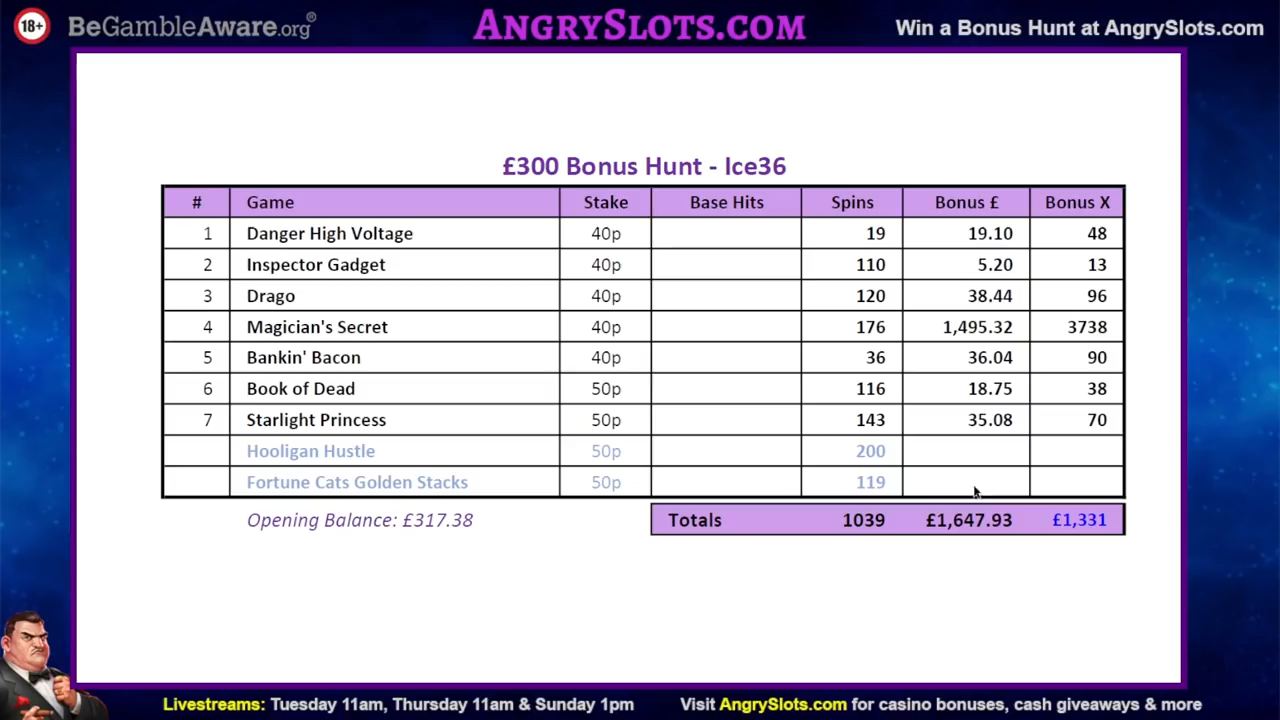 18+ BeGambleAware.org® AngrySlots.com Win a Bonus Hunt at AngrySlots.com
£300 Bonus Hunt - Ice36
# Game Stake Base Hits Spins Bonus £ Bonus X
1 Danger High Voltage 40p 19 19.10 48
2 Inspector Gadget 40p 110 5.20 13
3 Drago 40p 120 38.44 96
4 Magician's Secret 40p 176 1,495.32 3738
5 Bankin' Bacon 40p 36 36.04 90
6 Book of Dead 50p 116 18.75 38
7 Starlight Princess 50p 143 35.08 70
Hooligan Hustle 50p 200
Fortune Cats Golden Stacks 50p 119
Opening Balance: £317.38 Totals 1039 £1,647.93 £1,331
Livestreams: Tuesday 11am, Thursday 11am & Sunday 1pm Visit AngrySlots.com for casino bonuses, cash giveaways & more